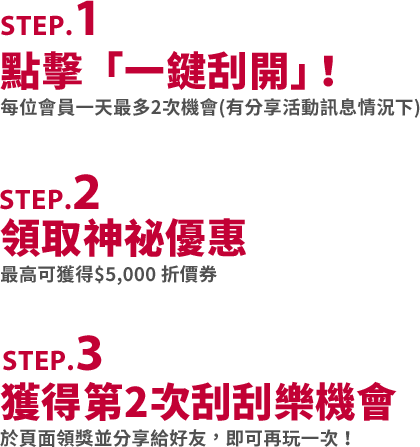 STEP.1
點擊「一鍵刮開」!
每位會員一天最多2次機會(有分享活動訊息情況下)
STEP.2
領取神祕優惠
最高可獲得$5,000 折價券
STEP.3
獲得第2次刮刮樂機會
於頁面領獎並分享給好友，即可再玩一次！